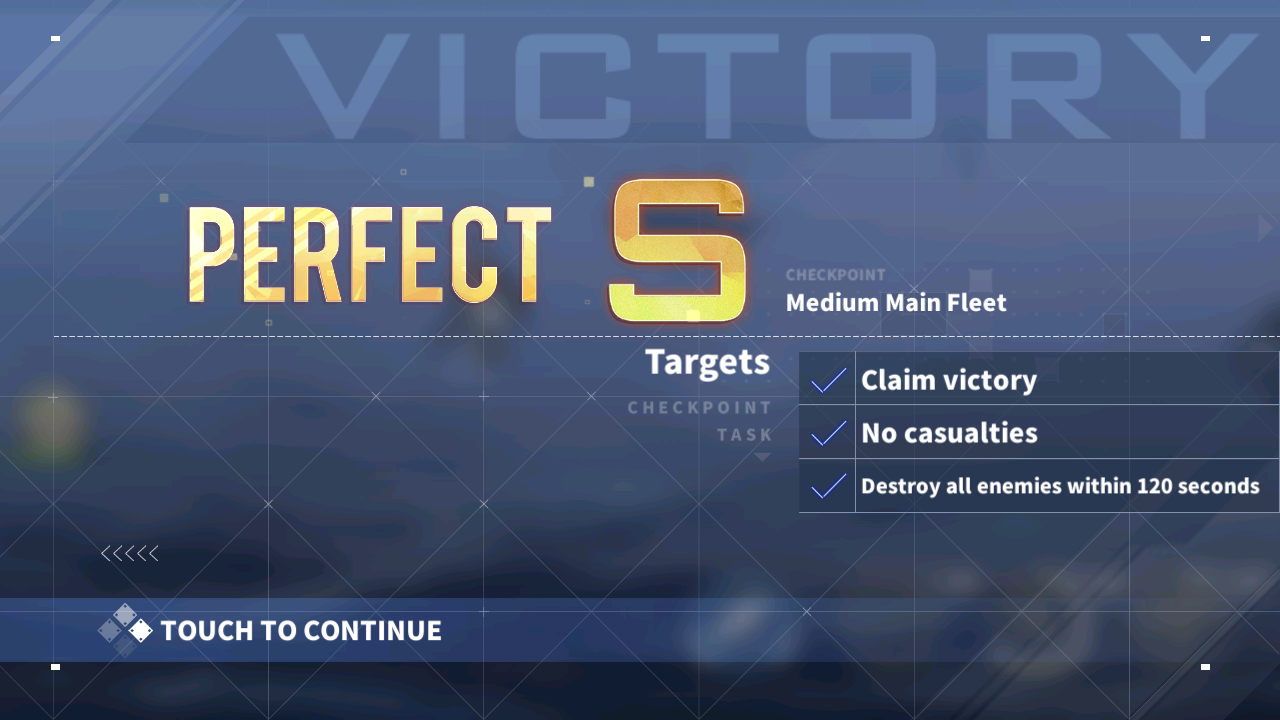 VICTORY
PERFECT S
CHECKPOINT
Medium Main Fleet
Targets
CHECKPOINT
TASK
Claim victory
No casualties
Destroy all enemies within 120 seconds
TOUCH TO CONTINUE